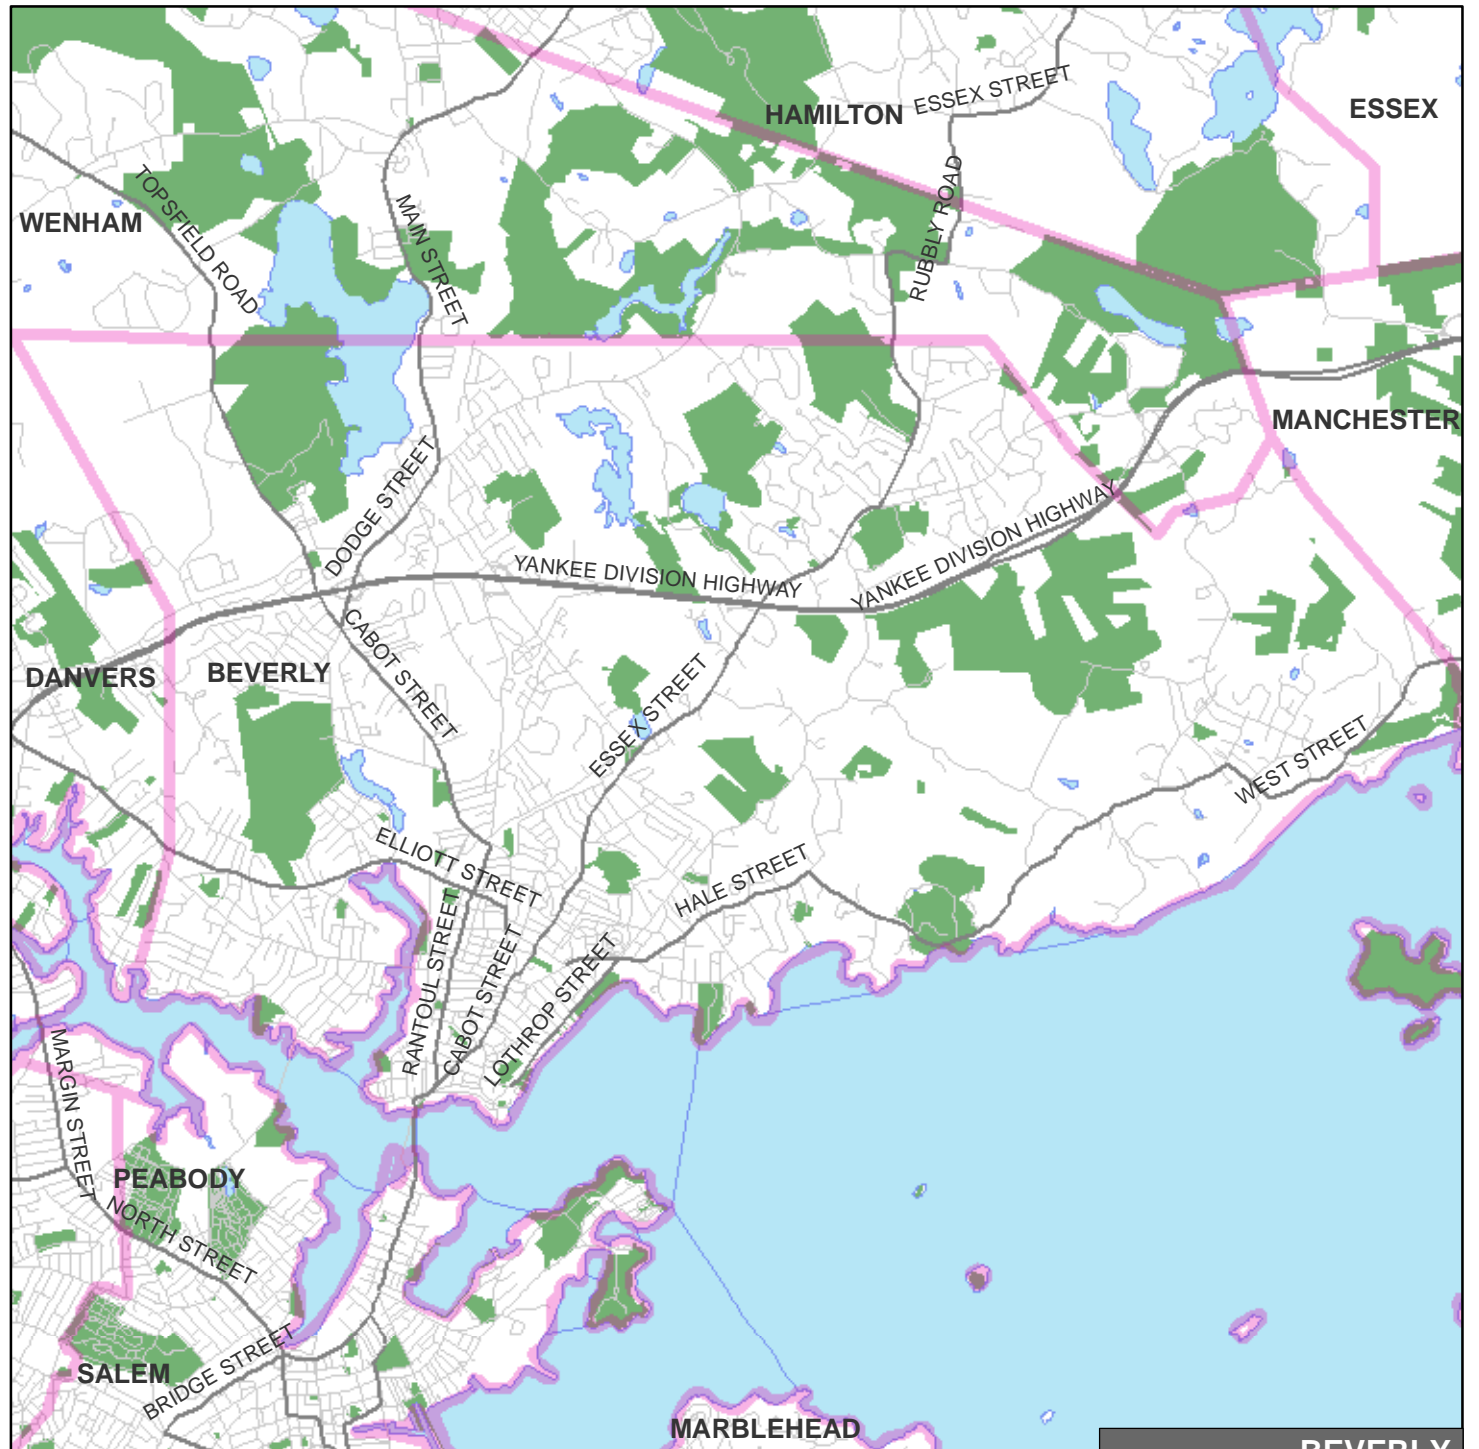 ESSEX STREET
HAMILTON
ESSEX
TOPSFIELD ROAD
RUBBLY ROAD
WENHAM
MAIN STREET
MANCHESTER
DODGE STREET
YANKEE DIVISION HIGHWAY
YANKEE DIVISION HIGHWAY
CABOT STREET
DANVERS
BEVERLY
ESSEX STREET
WEST STREET
ELLIOTT STREET
HALE STREET
RANTOUL STREET
CABOT STREET
LOTHROP STREET
MARGIN STREET
PEABODY
NORTH STREET
SALEM
BRIDGE STREET
MARBLEHEAD
BEVERLY